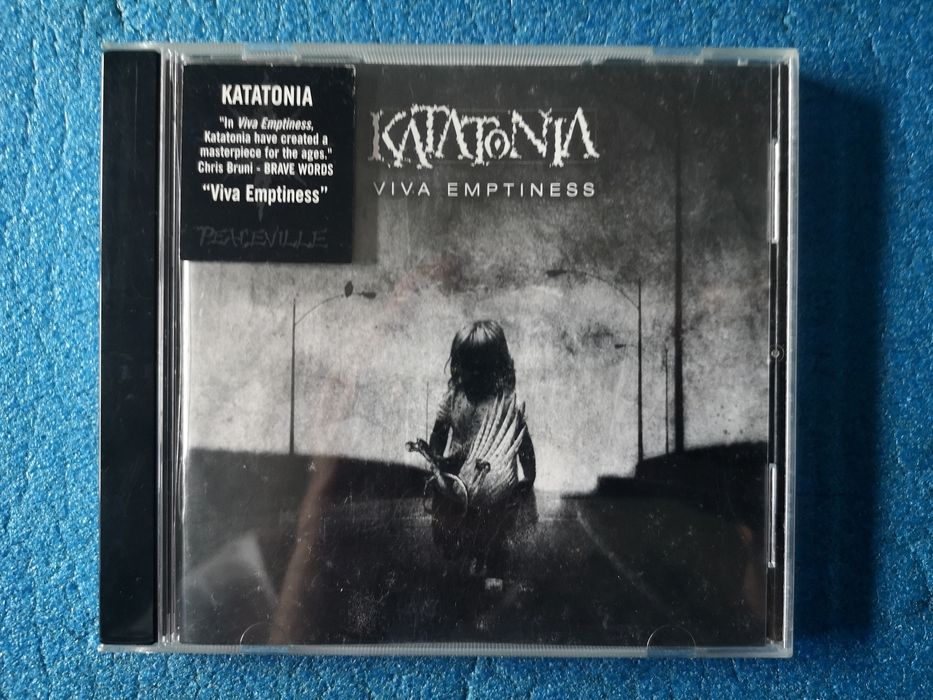 KATATONIA
"In Viva Emptiness,
Katatonia have created a
masterpiece for the ages."
Chris Bruni - BRAVE WORDS
"Viva Emptiness"
PEACEVILLE
KATATONIA
VIVA EMPTINESS